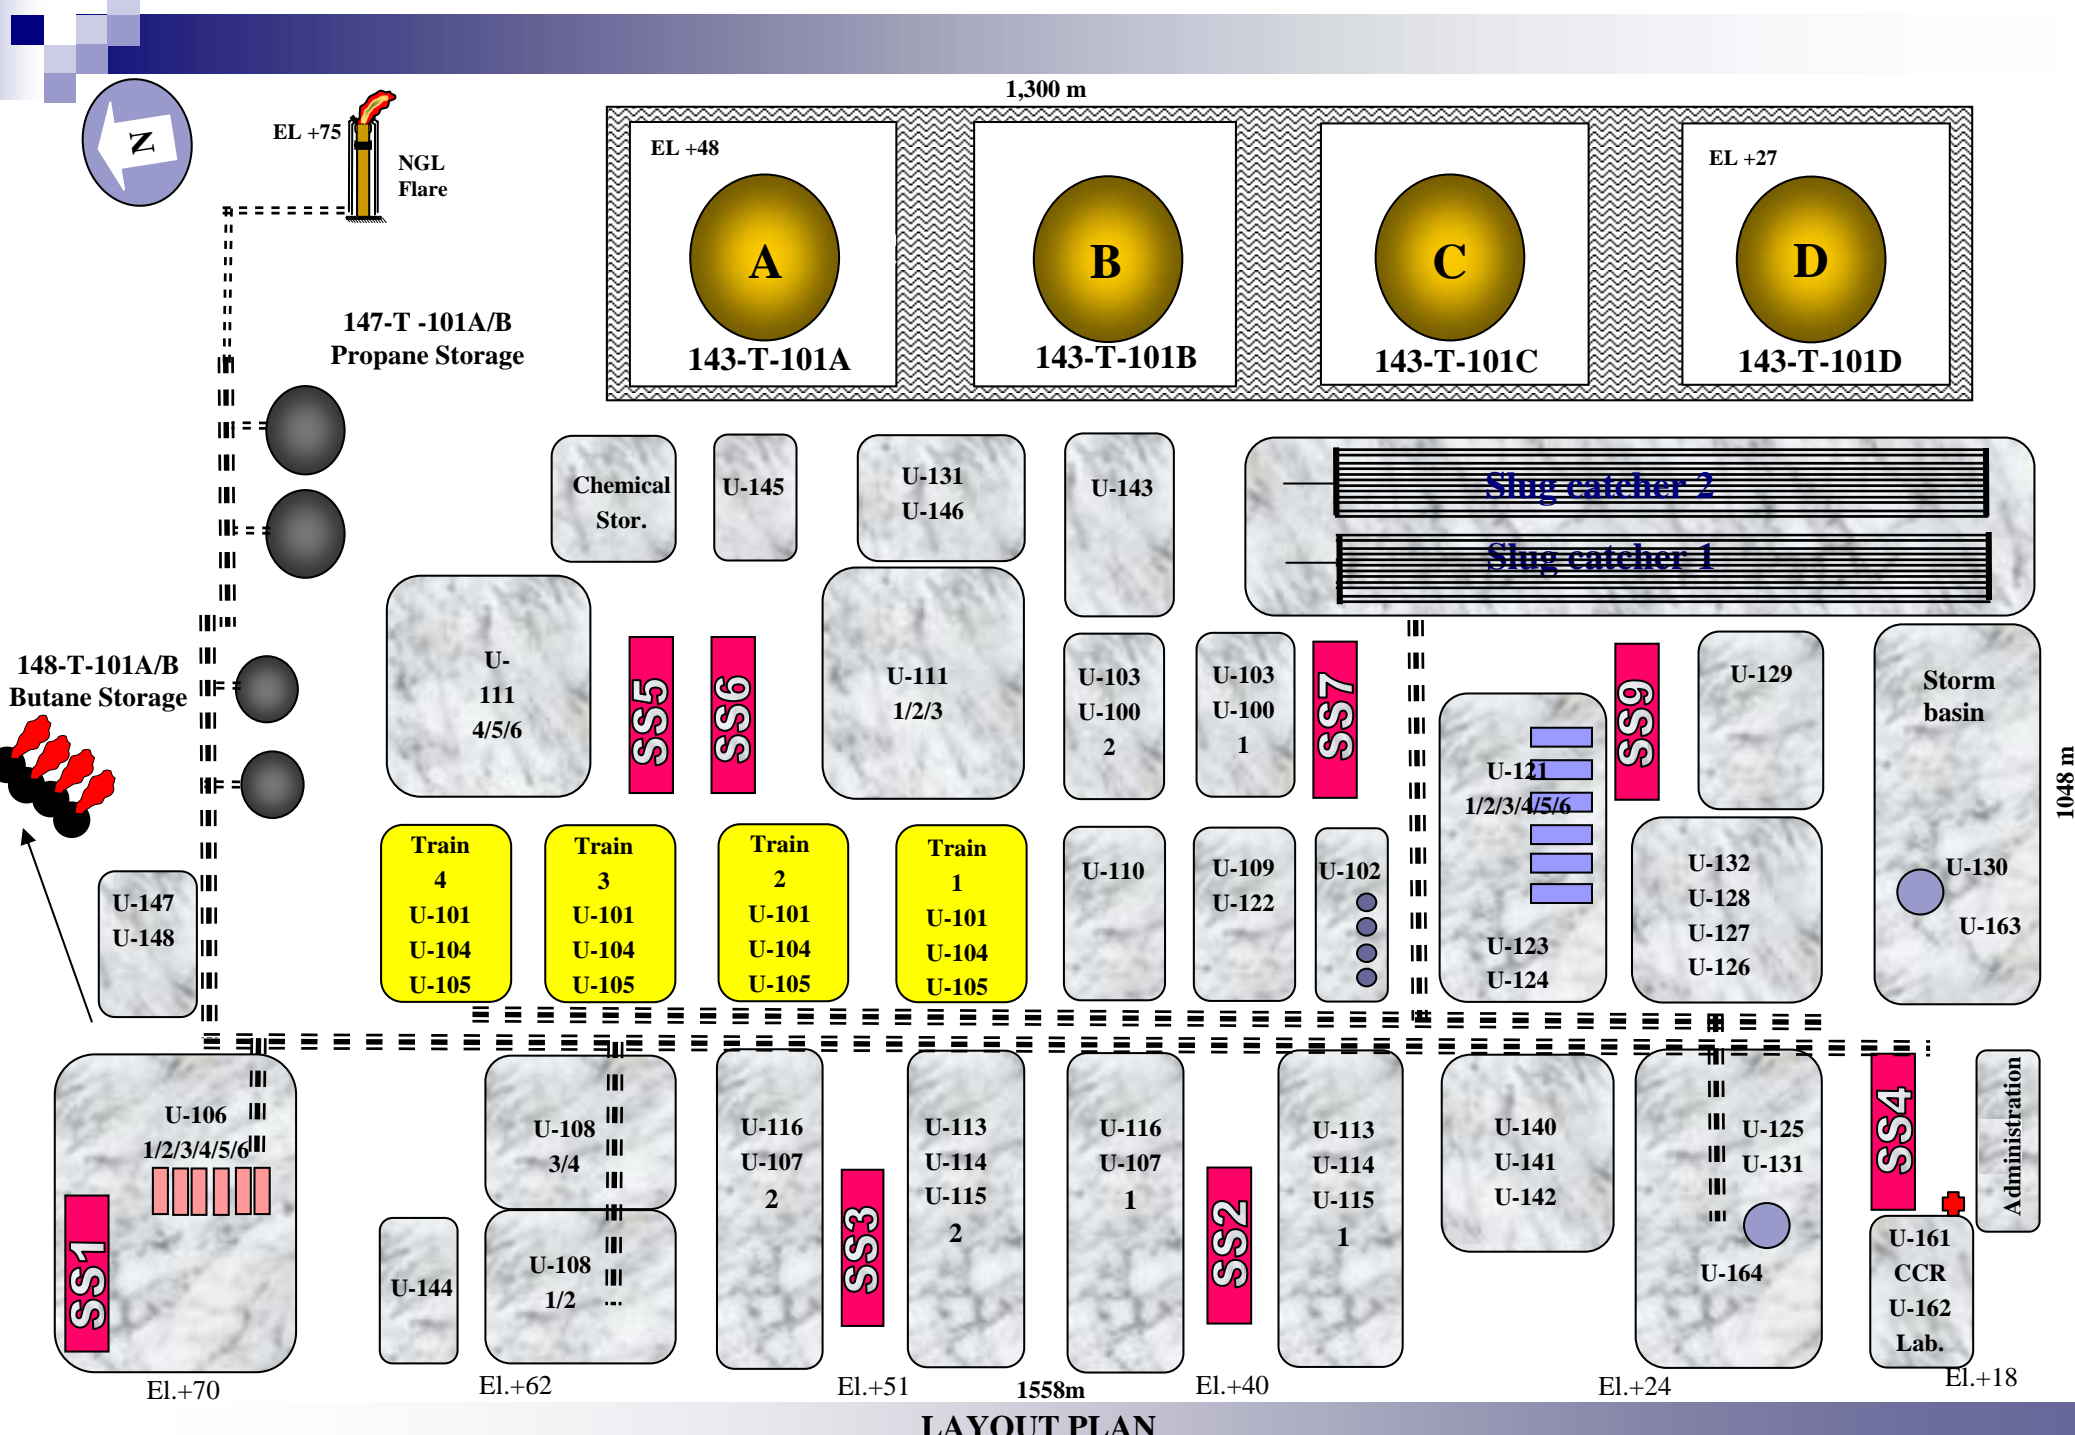 1,300 m
N
EL +75
NGL
Flare
EL +48
A
143-T-101A
B
143-T-101B
C
143-T-101C
EL +27
D
143-T-101D
147-T -101A/B
Propane Storage
Chemical
Stor.
U-145
U-131
U-146
U-143
Slug catcher 2
Slug catcher 1
148-T-101A/B
Butane Storage
U-
111
4/5/6
SS5
SS6
U-111
1/2/3
U-103
U-100
2
U-103
U-100
1
SS7
U-121
1/2/3/4/5/6
U-123
U-124
SS9
U-129
Storm
basin
U-130
U-163
1048 m
U-147
U-148
Train
4
U-101
U-104
U-105
Train
3
U-101
U-104
U-105
Train
2
U-101
U-104
U-105
Train
1
U-101
U-104
U-105
U-110
U-109
U-122
U-102
U-132
U-128
U-127
U-126
U-106
1/2/3/4/5/6
SS1
U-144
U-108
3/4
U-108
1/2
U-116
U-107
2
SS3
U-113
U-114
U-115
2
U-116
U-107
1
SS2
U-113
U-114
U-115
1
U-140
U-141
U-142
U-125
U-131
U-164
SS4
Administration
U-161
CCR
U-162
Lab.
El.+70
El.+62
El.+51
1558m
El.+40
El.+24
El.+18
LAYOUT PLAN